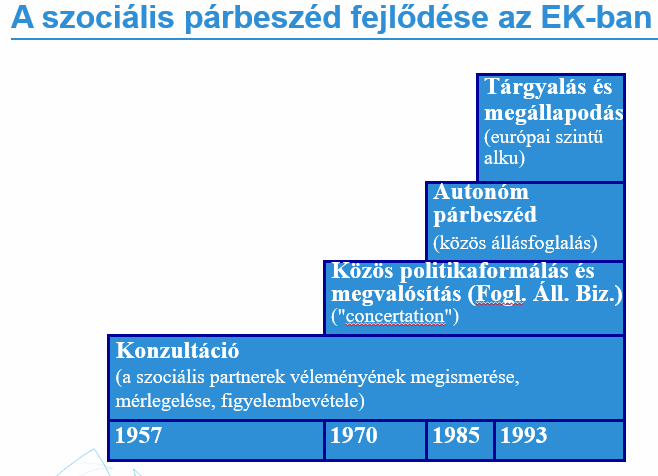 A szociális párbeszéd fejlődése az EK-ban
Tárgyalás és
megállapodás
(európai szintű
alku)
Autonóm
párbeszéd
(közös állásfoglalás)
Közös politikaformálás és
megvalósítás (Fogl. Áll. Biz.)
("concertation")
Konzultáció
(a szociális partnerek véleményének megismerése,
mérlegelése, figyelembevétele)
1957 1970 1985 1993